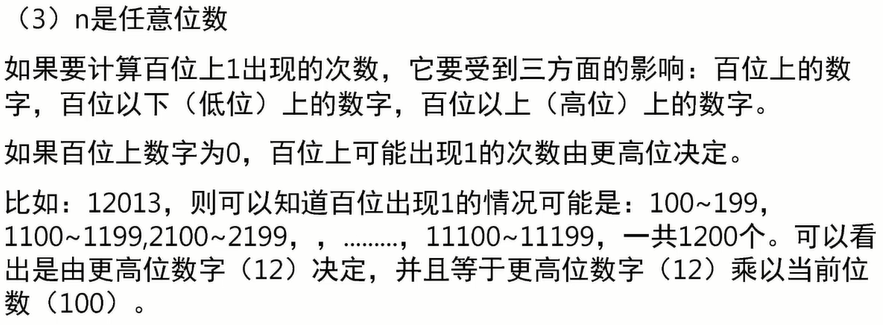 （3）n是任意位数
如果要计算百位上1出现的次数，它要受到三方面的影响：百位上的数
字，百位以下（低位）上的数字，百位以上（高位）上的数字。
如果百位上数字为0，百位上可能出现1的次数由更高位决定。
比如：12013，则可以知道百位出现1的情况可能是：100~199，
1100~1199,2100~2199，，.........，11100~11199，一共1200个。可以看
出是由更高位数字（12）决定，并且等于更高位数字（12）乘以当前位
数（100）。